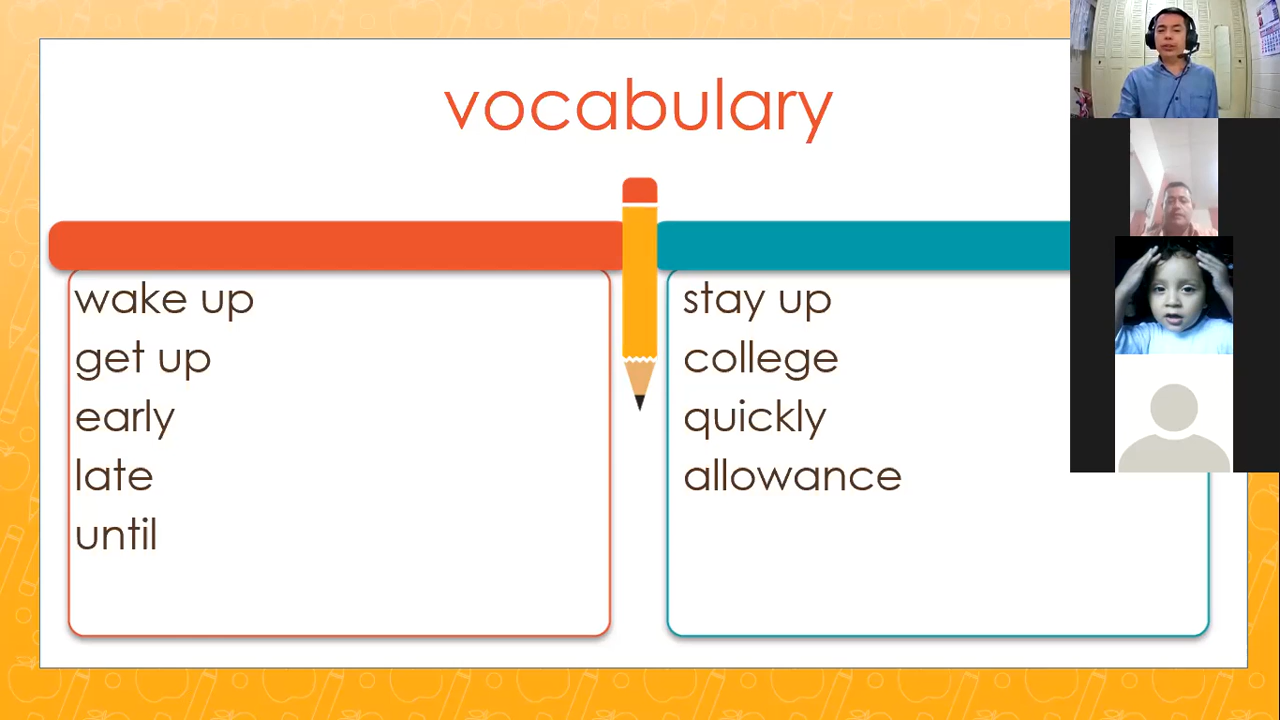 vocabulary
wake up
get up
early
late
until
stay up
college
quickly
allowance